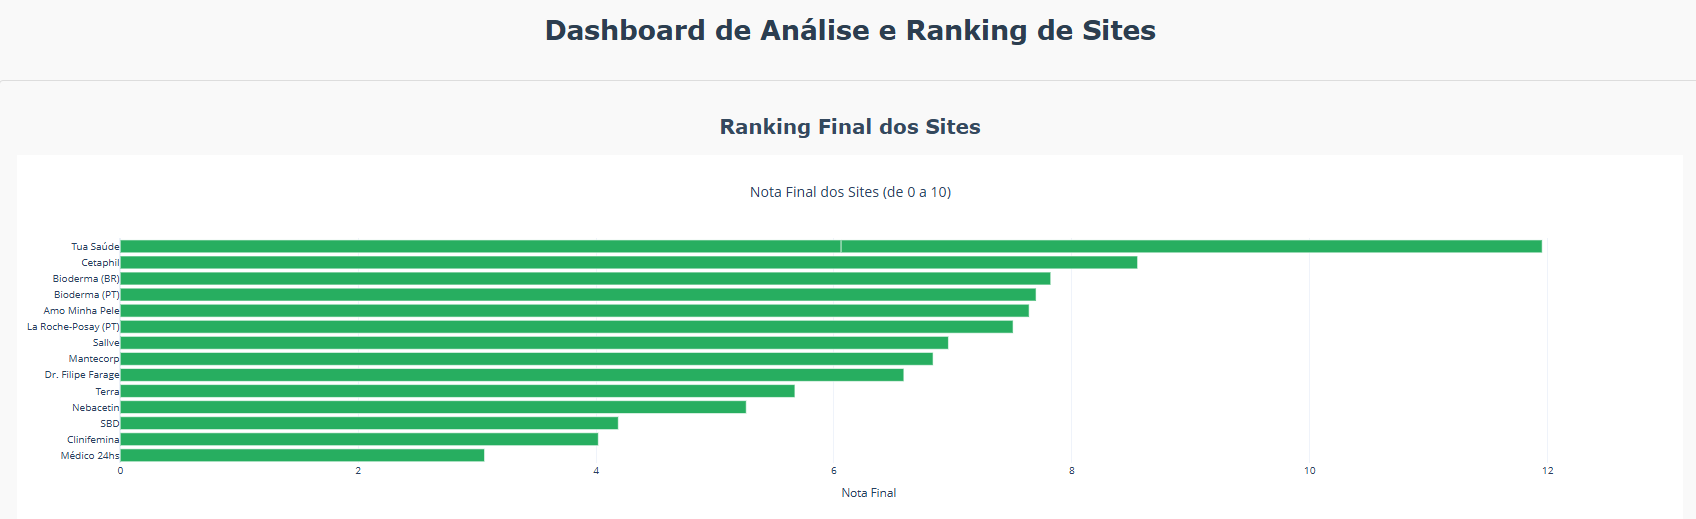 Dashboard de Análise e Ranking de Sites
Ranking Final dos Sites
Nota Final dos Sites (de 0 a 10)
Tua Saúde
Cetaphil
Bioderma (BR)
Bioderma (PT)
Amo Minha Pele
La Roche-Posay (PT)
Sallve
Mantecorp
Dr. Filipe Farage
Terra
Nebacetin
SBD
Clinifemina
Médico 24hs
0 2 4 6 8 10 12
Nota Final